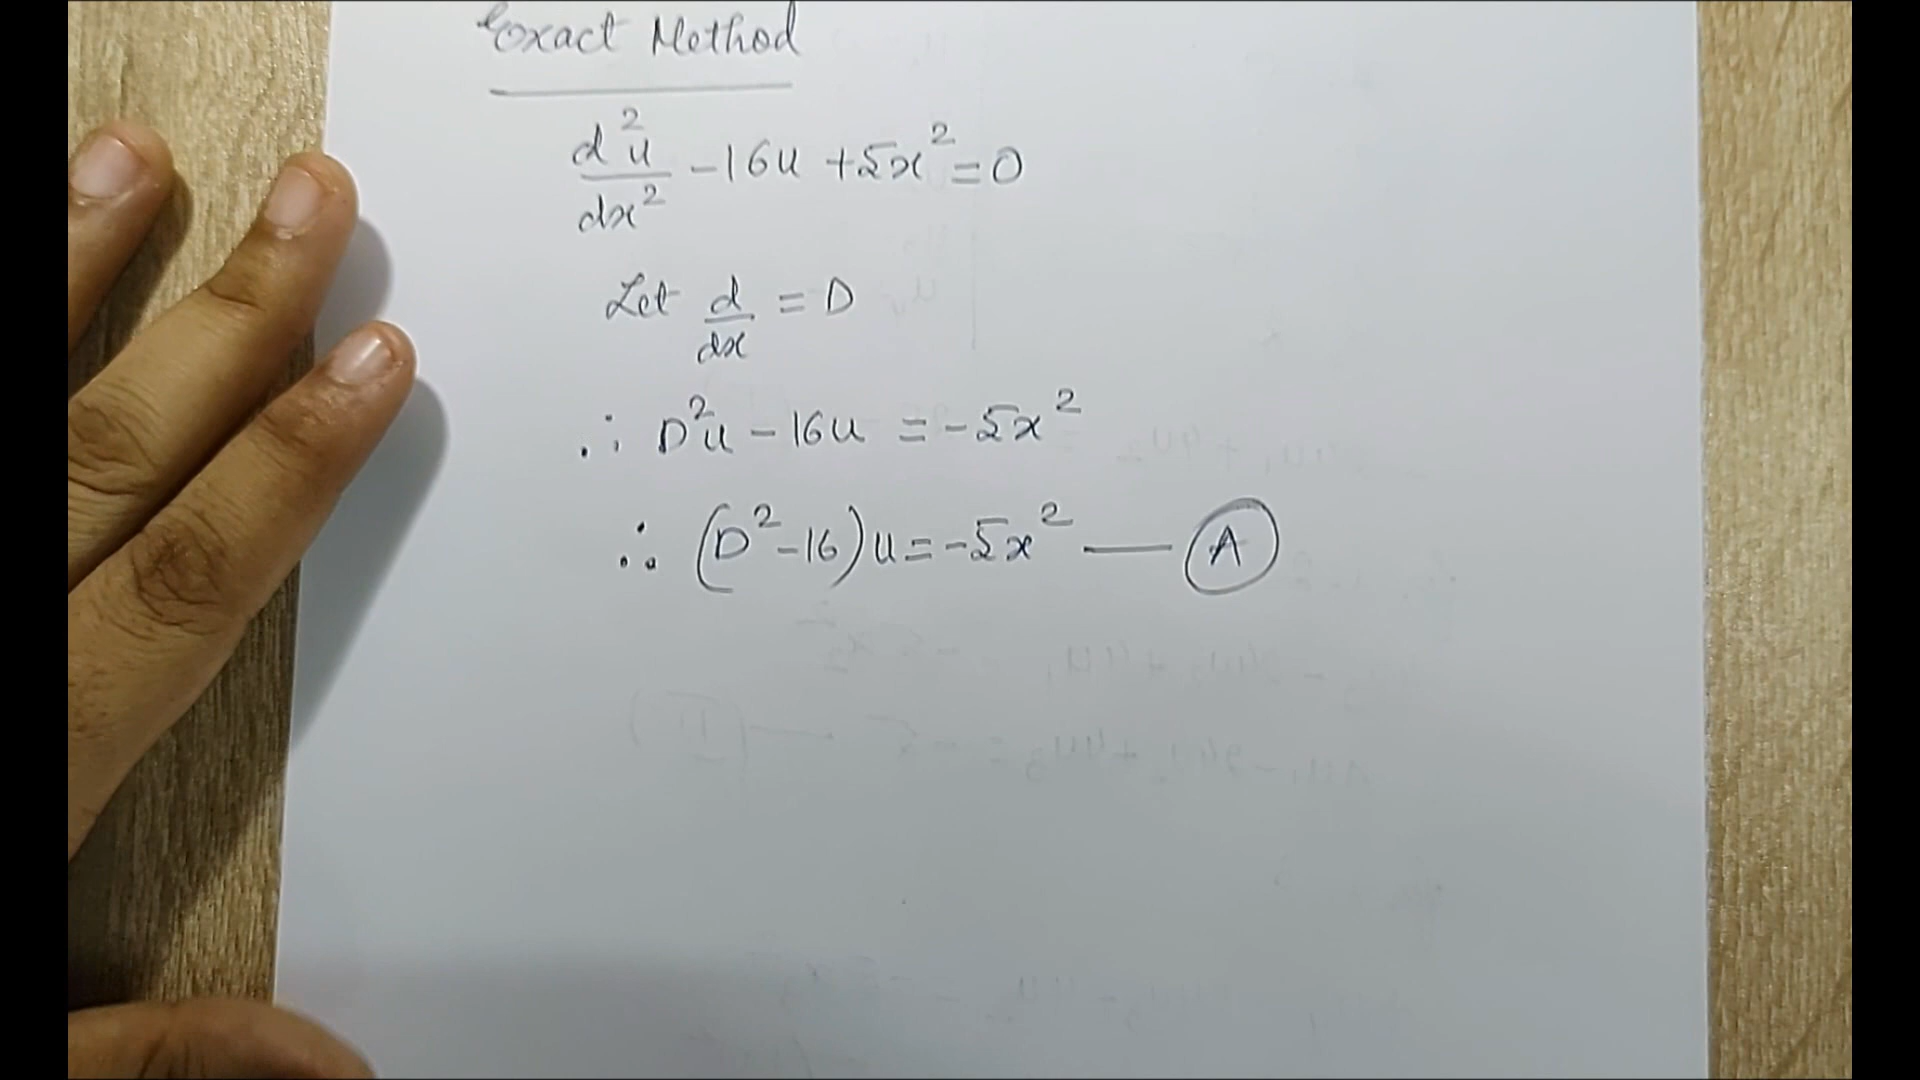 Exact Method
d²u/dx² - 16u + 5x² = 0
Let d/dx = D
∴ D²u - 16u = -5x²
∴ (D² - 16)u = -5x² — (A)